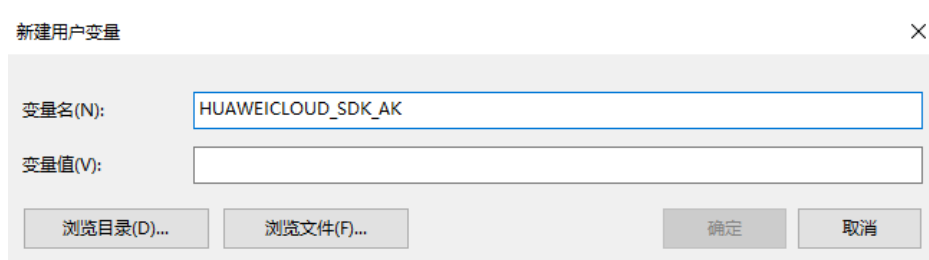 新建用户变量
变量名(N):
HUAWEICLOUD_SDK_AK
变量值(V):
浏览目录(D)...
浏览文件(F)...
确定
取消